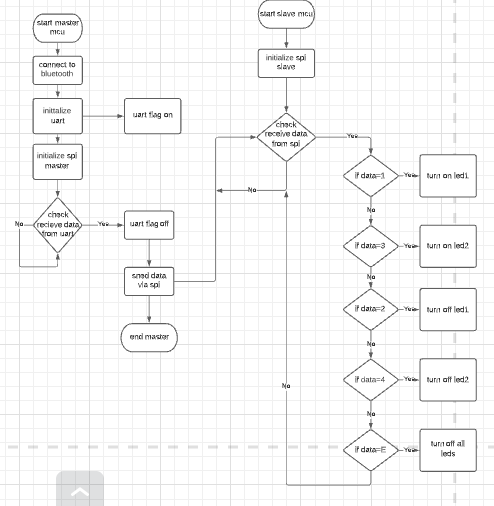 start master
mcu
connect to
bluetooth
inittalize
uart
uart flag on
initialize spl
master
check
recieve data
from uart
No
Yes
uart flag off
sned data
via spl
end master
start slave mcu
initialize spl
slave
check
receive data
from spl
Yes
No
if data=1
Yes
turn on led1
No
if data=3
Yes
turn on led2
No
if data=2
Yes
turn off led1
No
if data=4
Yes
turn off led2
No
if data=E
Yes
turn off all
leds
No